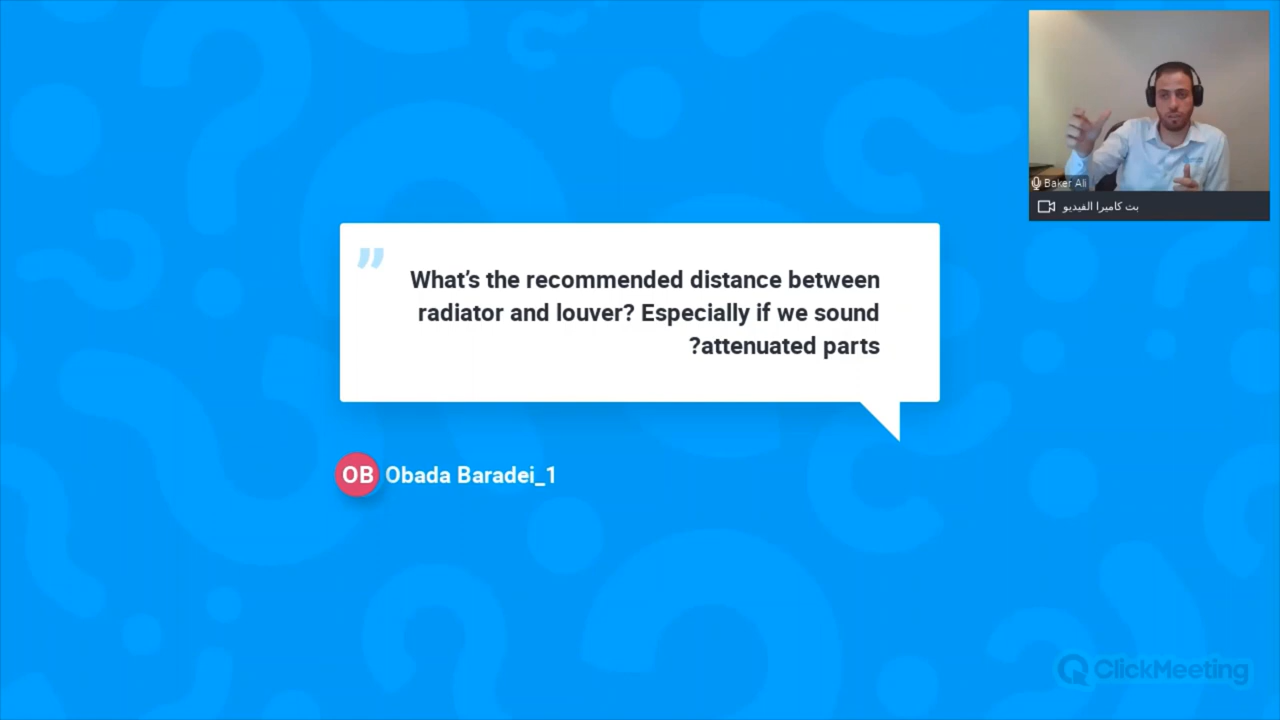 Baker Ali
بث كاميرا الفيديو
”
What's the recommended distance between
radiator and louver? Especially if we sound
?attenuated parts
OB Obada Baradei_1
ClickMeeting